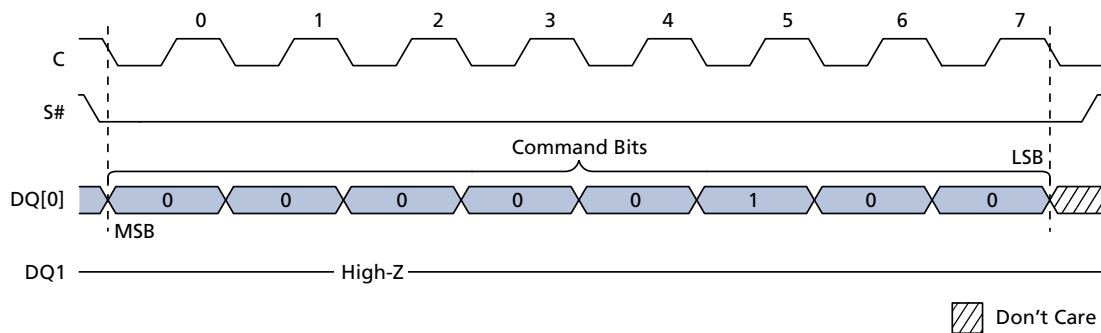 0 1 2 3 4 5 6 7
C
S#
Command Bits
LSB
DQ[0] 0 0 0 0 0 1 0 0
MSB
DQ1 High-Z
Don't Care